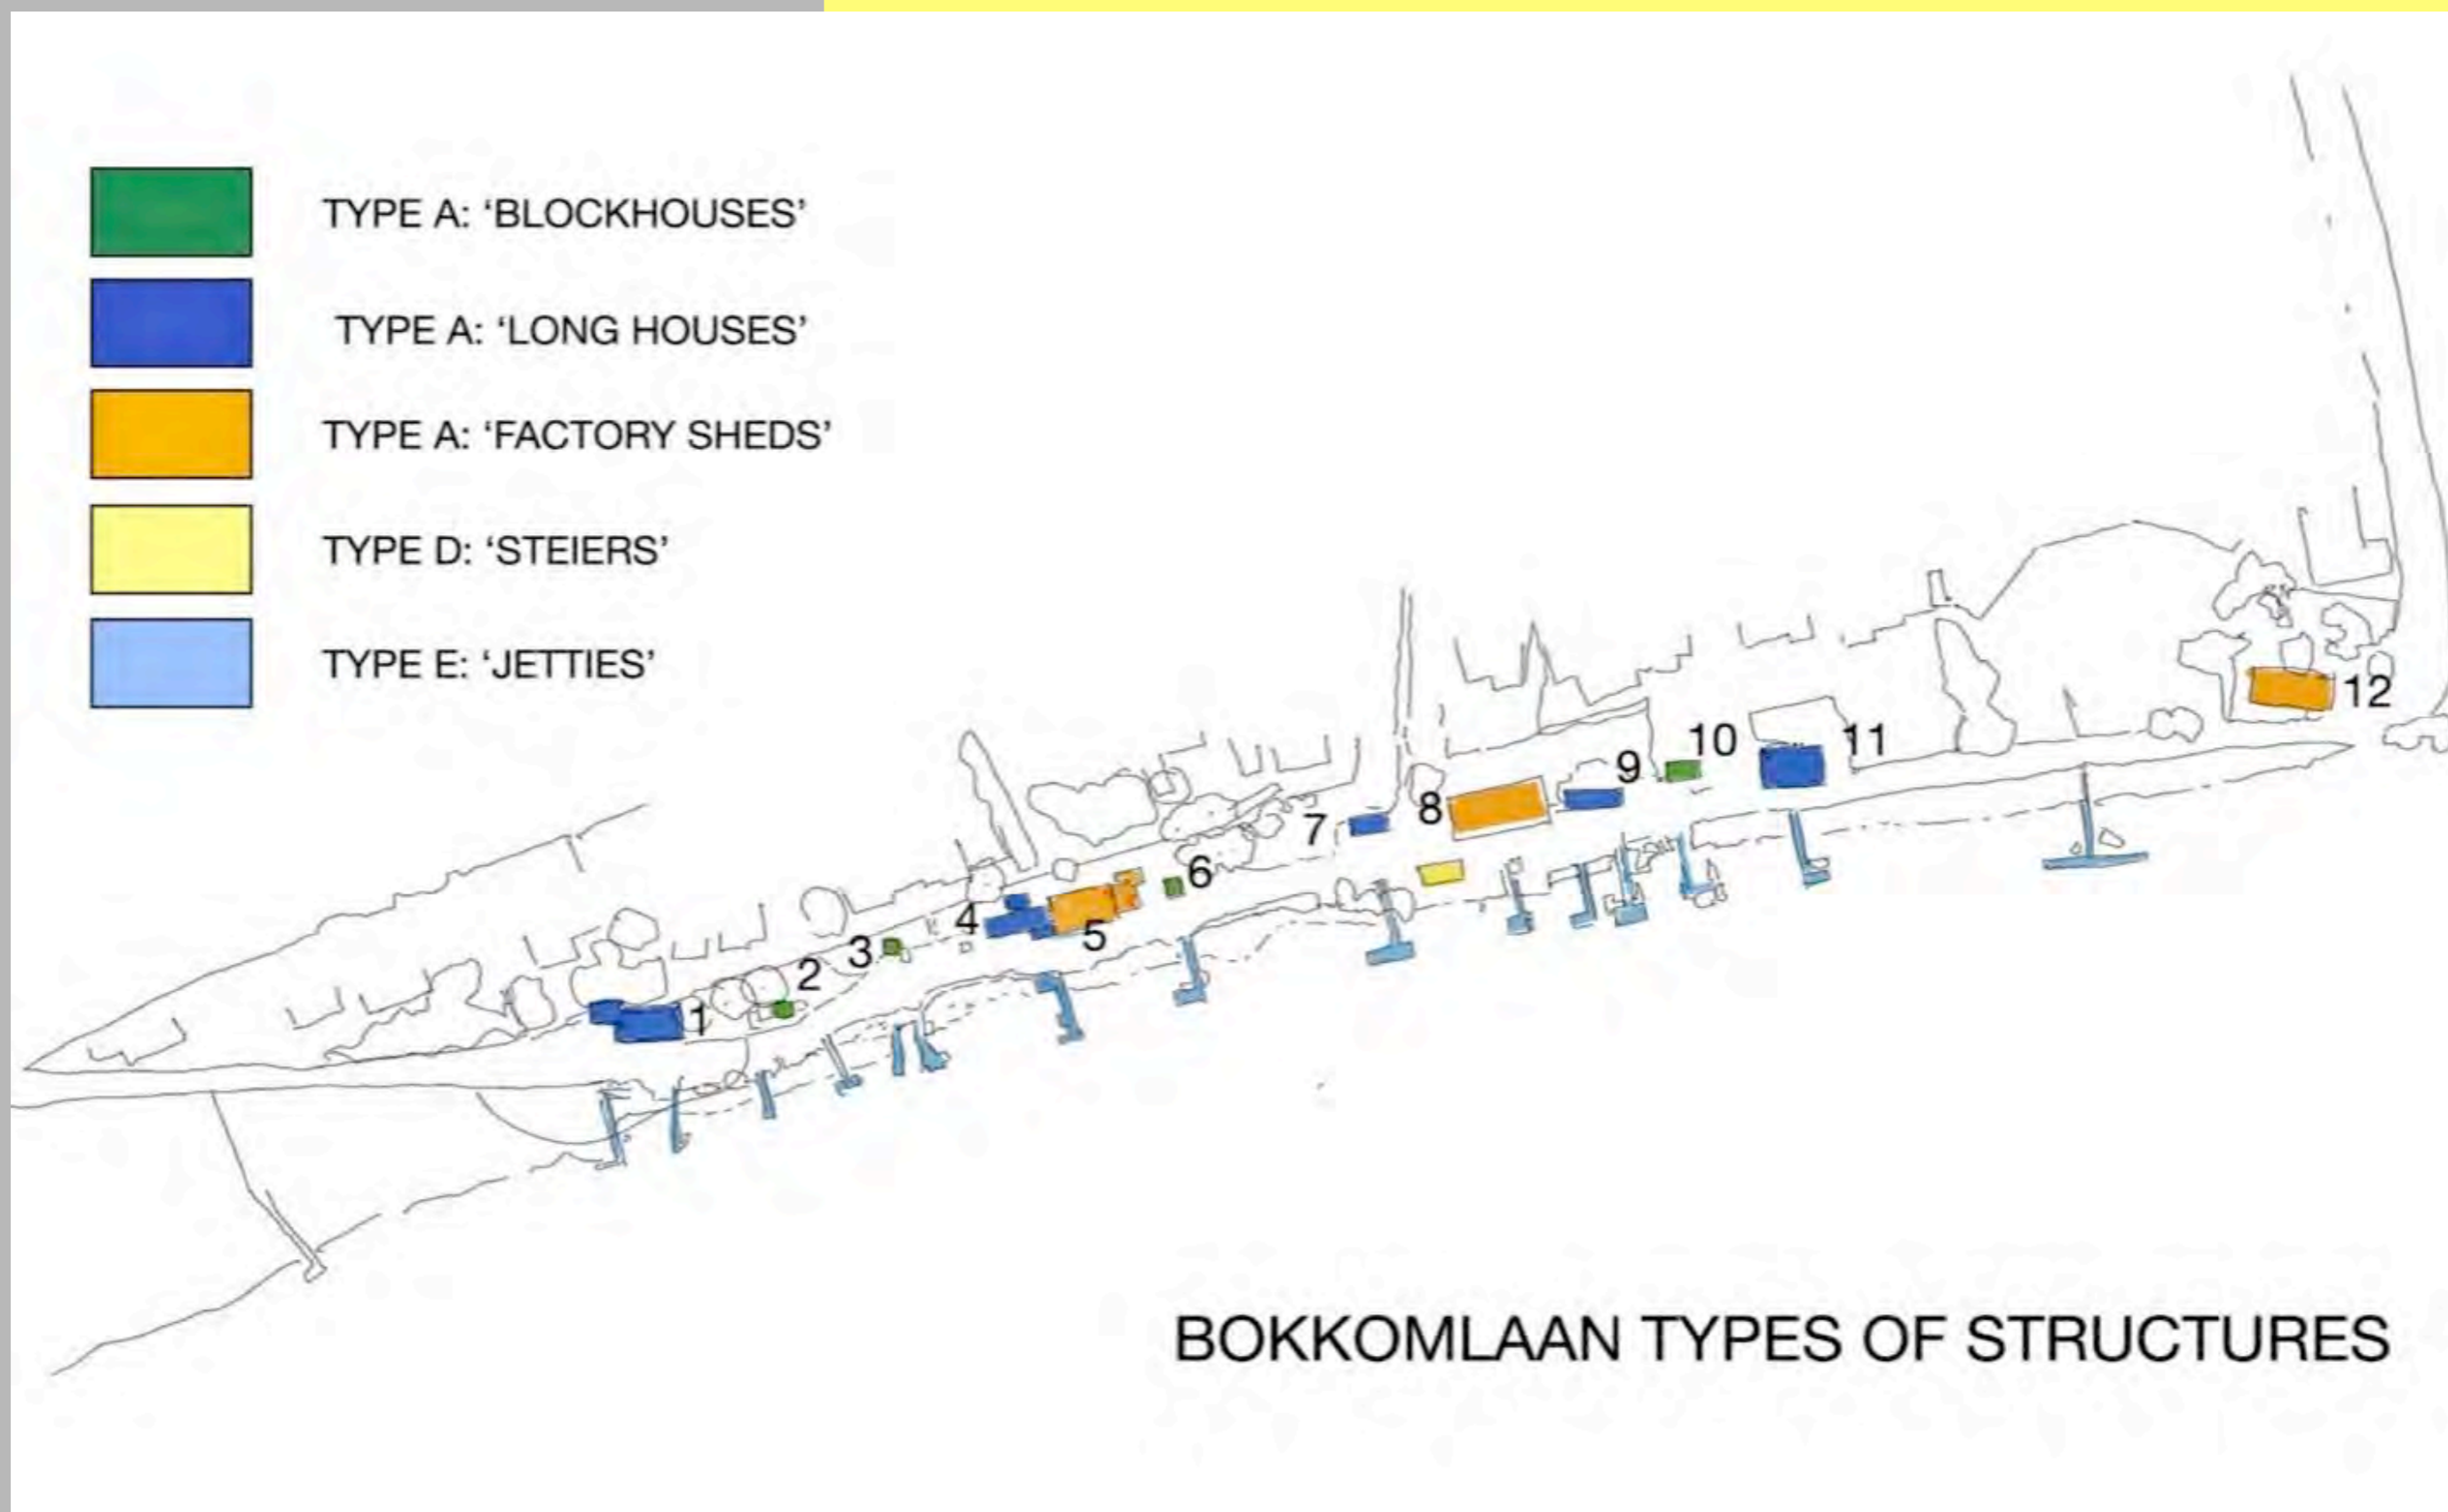 TYPE A: ‘BLOCKHOUSES’
TYPE A: ‘LONG HOUSES’
TYPE A: ‘FACTORY SHEDS’
TYPE D: ‘STEIERS’
TYPE E: ‘JETTIES’
1
2
3
4
5
6
7
8
9
10
11
12
BOKKOMLAAN TYPES OF STRUCTURES